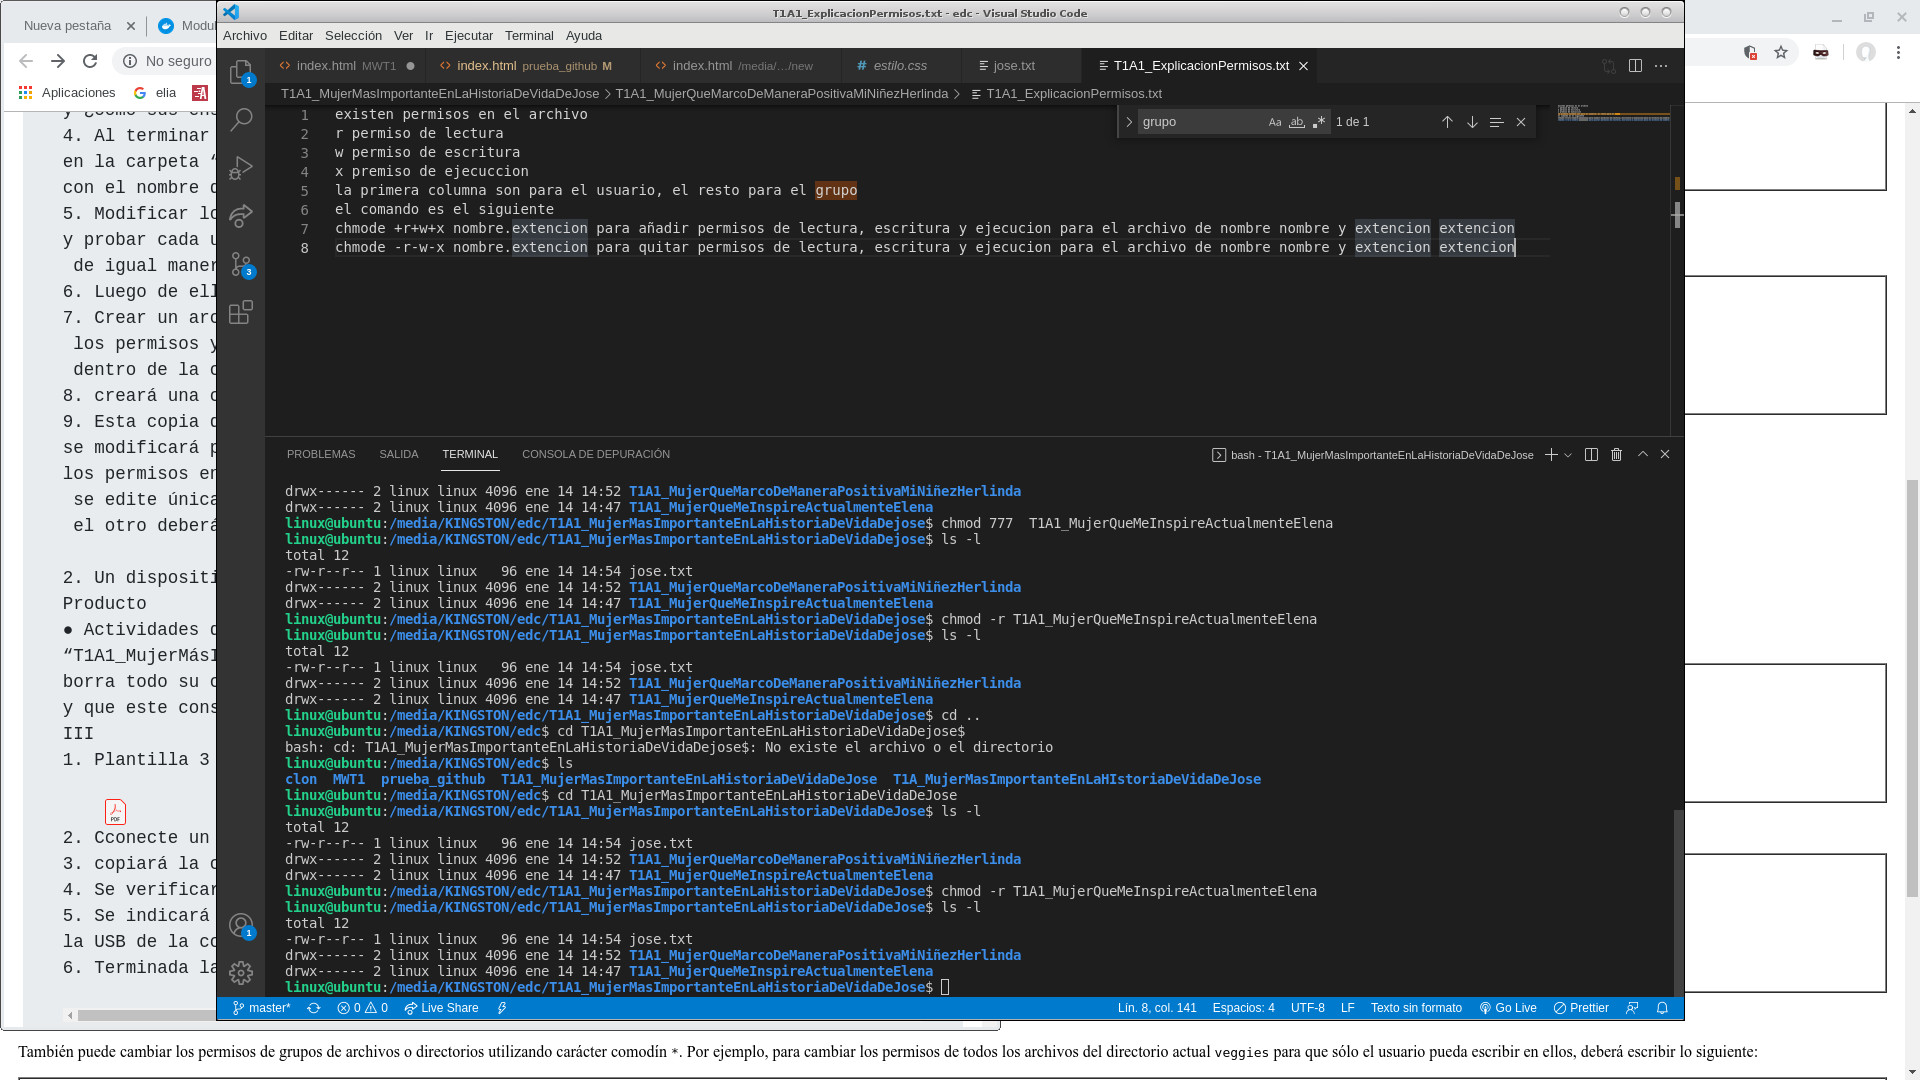 T1A1_ExplicacionPermisos.txt - edc - Visual Studio Code
Nueva pestaña
Modul
Archivo Editar Selección Ver Ir Ejecutar Terminal Ayuda
No seguro
Aplicaciones
elia
index.html MWT1
index.html prueba_github M
index.html /media/.../new
estilo.css
jose.txt
T1A1_ExplicacionPermisos.txt
T1A1_MujerMasImportanteEnLaHistoriaDeVidaDeJose > T1A1_MujerQueMarcoDeManeraPositivaMiNiñezHerlinda > T1A1_ExplicacionPermisos.txt
grupo
Aa ab 1 de 1
1 existen permisos en el archivo
2 r permiso de lectura
3 w permiso de escritura
4 x premiso de ejecuccion
5 la primera columna son para el usuario, el resto para el grupo
6 el comando es el siguiente
7 chmode +r+w+x nombre.extencion para añadir permisos de lectura, escritura y ejecucion para el archivo de nombre nombre y extencion extencion
8 chmode -r-w-x nombre.extencion para quitar permisos de lectura, escritura y ejecucion para el archivo de nombre nombre y extencion extencion
4. Al terminar
en la carpeta “
con el nombre
5. Modificar lo
y probar cada
de igual maner
6. Luego de el
7. Crear un arc
los permisos y
dentro de la
8. creará una
9. Esta copia
se modificará
los permisos en
se edite única
el otro deberá
2. Un dispositi
Producto
● Actividades
“T1A1_MujerMás
borra todo su
y que este cons
III
1. Plantilla 3
PDF
2. Cconecte un
3. copiará la
4. Se verificar
5. Se indicará
la USB de la co
6. Terminada la
PROBLEMAS SALIDA TERMINAL CONSOLA DE DEPURACIÓN
bash - T1A1_MujerMasImportanteEnLaHistoriaDeVidaDeJose
drwx------ 2 linux linux 4096 ene 14 14:52 T1A1_MujerQueMarcoDeManeraPositivaMiNiñezHerlinda
drwx------ 2 linux linux 4096 ene 14 14:47 T1A1_MujerQueMeInspireActualmenteElena
linux@ubuntu:/media/KINGSTON/edc/T1A1_MujerMasImportanteEnLaHistoriaDeVidaDejose$ chmod 777  T1A1_MujerQueMeInspireActualmenteElena
linux@ubuntu:/media/KINGSTON/edc/T1A1_MujerMasImportanteEnLaHistoriaDeVidaDejose$ ls -l
total 12
-rw-r--r-- 1 linux linux   96 ene 14 14:54 jose.txt
drwx------ 2 linux linux 4096 ene 14 14:52 T1A1_MujerQueMarcoDeManeraPositivaMiNiñezHerlinda
drwx------ 2 linux linux 4096 ene 14 14:47 T1A1_MujerQueMeInspireActualmenteElena
linux@ubuntu:/media/KINGSTON/edc/T1A1_MujerMasImportanteEnLaHistoriaDeVidaDejose$ chmod -r T1A1_MujerQueMeInspireActualmenteElena
linux@ubuntu:/media/KINGSTON/edc/T1A1_MujerMasImportanteEnLaHistoriaDeVidaDejose$ ls -l
total 12
-rw-r--r-- 1 linux linux   96 ene 14 14:54 jose.txt
drwx------ 2 linux linux 4096 ene 14 14:52 T1A1_MujerQueMarcoDeManeraPositivaMiNiñezHerlinda
drwx------ 2 linux linux 4096 ene 14 14:47 T1A1_MujerQueMeInspireActualmenteElena
linux@ubuntu:/media/KINGSTON/edc/T1A1_MujerMasImportanteEnLaHistoriaDeVidaDejose$ cd ..
linux@ubuntu:/media/KINGSTON/edc$ cd T1A1_MujerMasImportanteEnLaHistoriaDeVidaDejose$
bash: cd: T1A1_MujerMasImportanteEnLaHistoriaDeVidaDejose$: No existe el archivo o el directorio
linux@ubuntu:/media/KINGSTON/edc$ ls
clon  MWT1  prueba_github  T1A1_MujerMasImportanteEnLaHistoriaDeVidaDeJose  T1A_MujerMasImportanteEnLaHIstoriaDeVidaDeJose
linux@ubuntu:/media/KINGSTON/edc$ cd T1A1_MujerMasImportanteEnLaHistoriaDeVidaDeJose
linux@ubuntu:/media/KINGSTON/edc/T1A1_MujerMasImportanteEnLaHistoriaDeVidaDeJose$ ls -l
total 12
-rw-r--r-- 1 linux linux   96 ene 14 14:54 jose.txt
drwx------ 2 linux linux 4096 ene 14 14:52 T1A1_MujerQueMarcoDeManeraPositivaMiNiñezHerlinda
drwx------ 2 linux linux 4096 ene 14 14:47 T1A1_MujerQueMeInspireActualmenteElena
linux@ubuntu:/media/KINGSTON/edc/T1A1_MujerMasImportanteEnLaHistoriaDeVidaDeJose$ chmod -r T1A1_MujerQueMeInspireActualmenteElena
linux@ubuntu:/media/KINGSTON/edc/T1A1_MujerMasImportanteEnLaHistoriaDeVidaDeJose$ ls -l
total 12
-rw-r--r-- 1 linux linux   96 ene 14 14:54 jose.txt
drwx------ 2 linux linux 4096 ene 14 14:52 T1A1_MujerQueMarcoDeManeraPositivaMiNiñezHerlinda
drwx------ 2 linux linux 4096 ene 14 14:47 T1A1_MujerQueMeInspireActualmenteElena
linux@ubuntu:/media/KINGSTON/edc/T1A1_MujerMasImportanteEnLaHistoriaDeVidaDeJose$
master* 0 0 Live Share
Lín. 8, col. 141 Espacios: 4 UTF-8 LF Texto sin formato Go Live Prettier
También puede cambiar los permisos de grupos de archivos o directorios utilizando carácter comodín *. Por ejemplo, para cambiar los permisos de todos los archivos del directorio actual veggies para que sólo el usuario pueda escribir en ellos, deberá escribir lo siguiente: